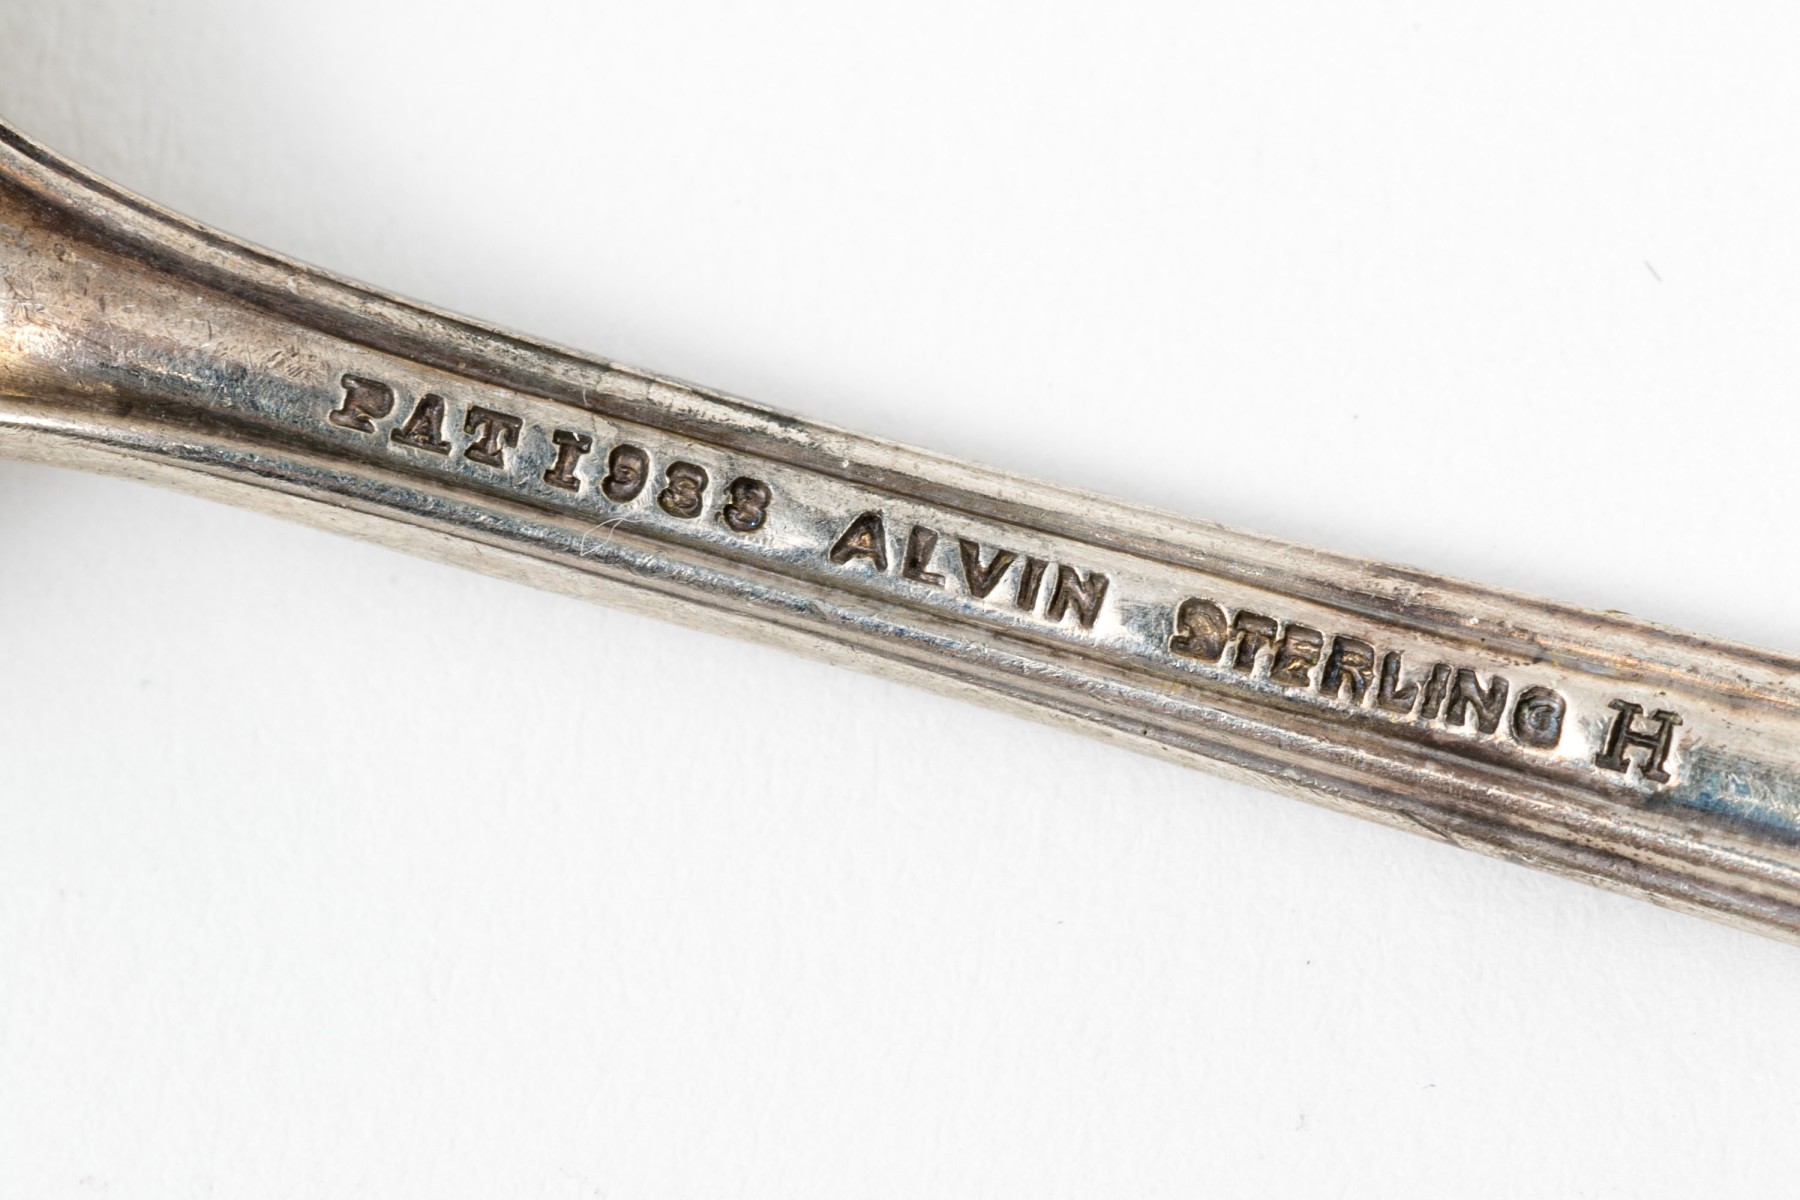 PAT 1933 ALVIN STERLING H